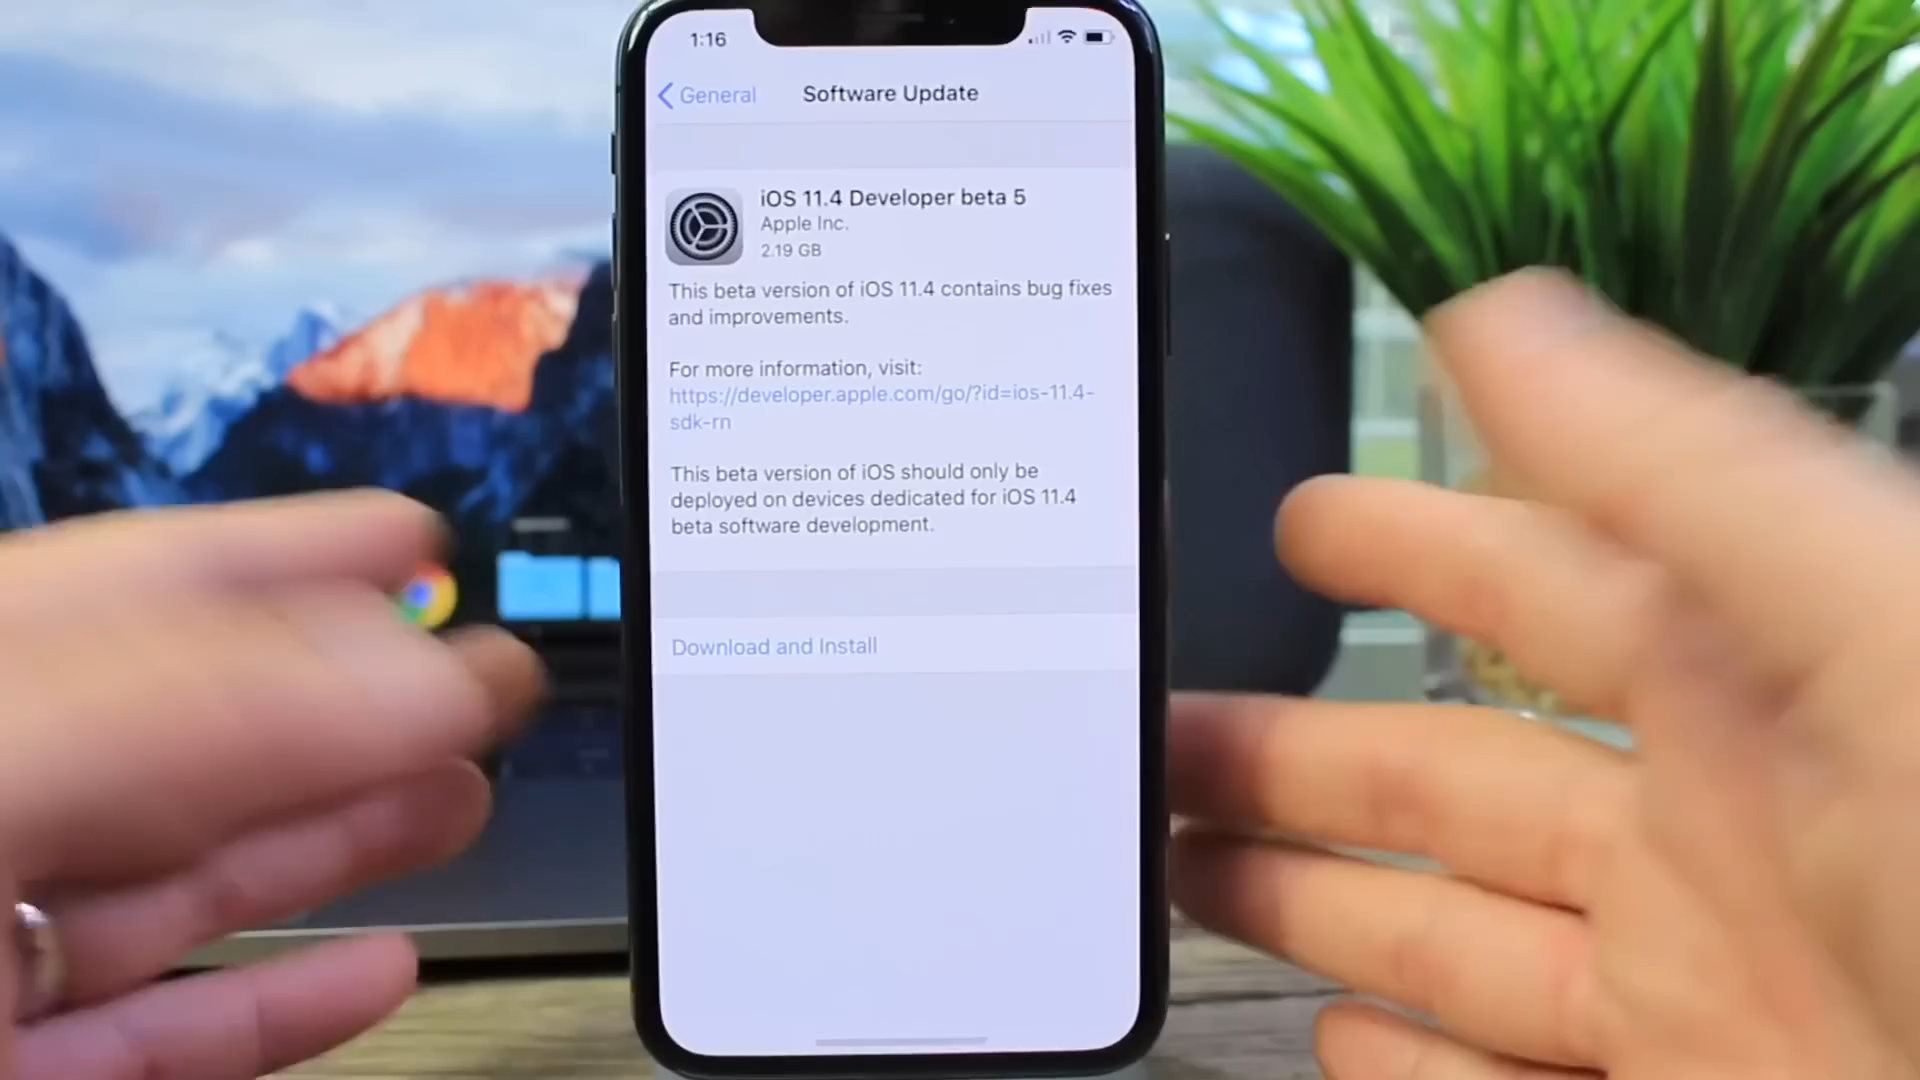 1:16
General
Software Update
iOS 11.4 Developer beta 5
Apple Inc.
2.19 GB
This beta version of iOS 11.4 contains bug fixes
and improvements.
For more information, visit:
https://developer.apple.com/go/?id=ios-11.4-
sdk-rn
This beta version of iOS should only be
deployed on devices dedicated for iOS 11.4
beta software development.
Download and Install